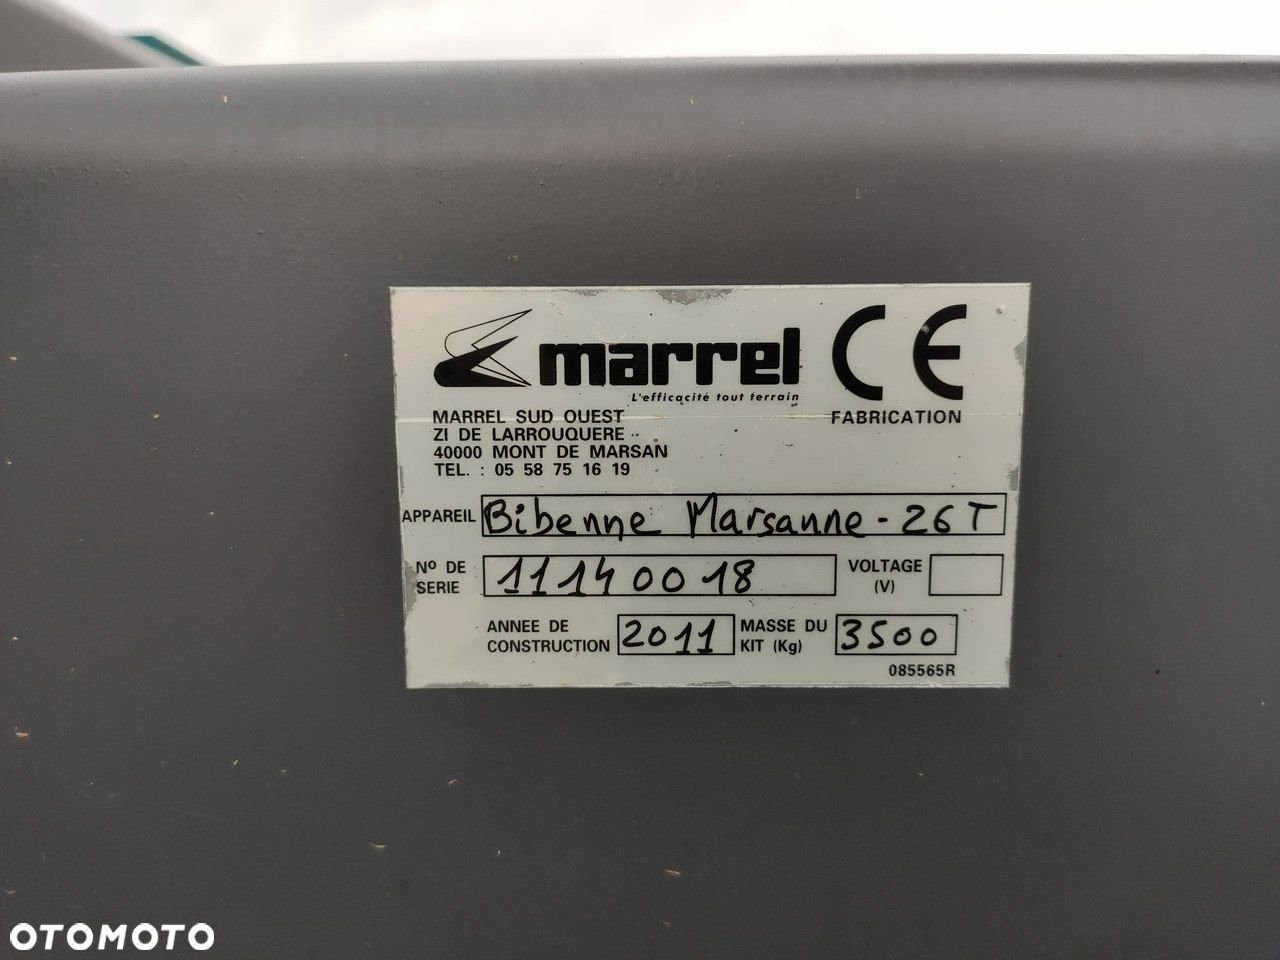 marrel CE
L'efficacité tout terrain
MARREL SUD OUEST FABRICATION
ZI DE LARROUQUERE
40000 MONT DE MARSAN
TEL. : 05 58 75 16 19
APPAREIL Bibenne Marsanne - 26 T
Nº DE SERIE 11140018 VOLTAGE (V)
ANNEE DE CONSTRUCTION 2011 MASSE DU KIT (Kg) 3500
085565R
OTOMOTO